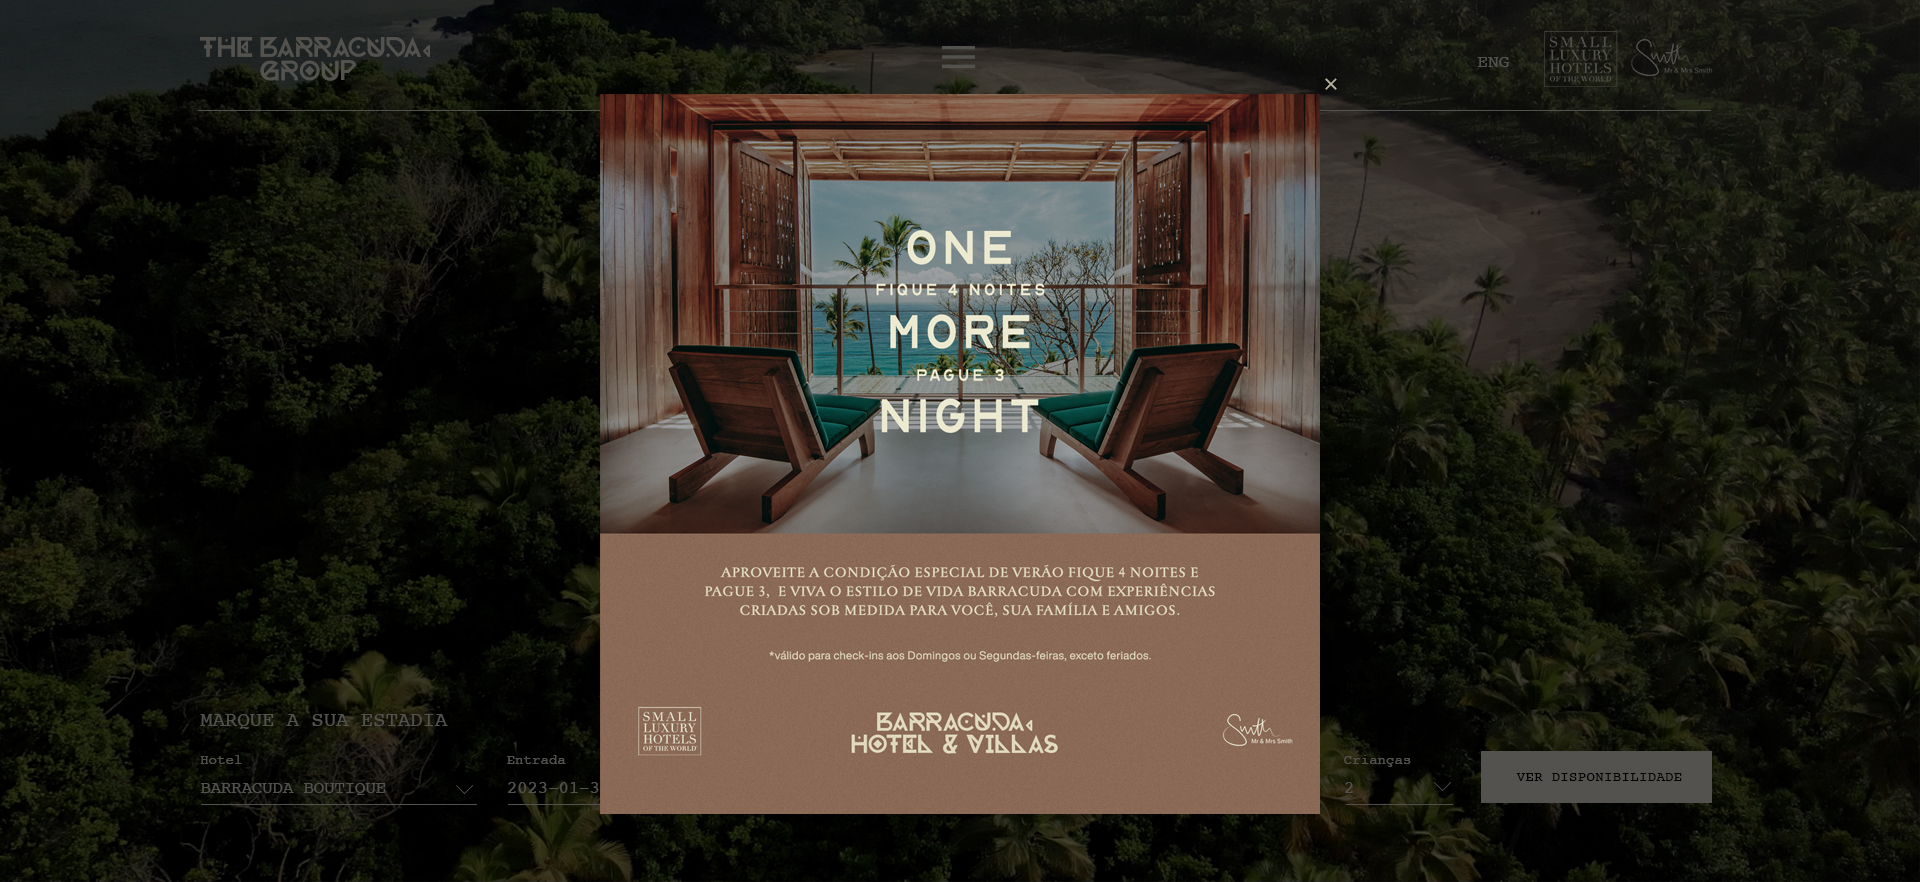 THE BARRACUDA
GROUP
ENG
SMALL
LUXURY
HOTELS
OF THE WORLD
Smith
Mr & Mrs Smith
×
ONE
FIQUE 4 NOITES
MORE
PAGUE 3
NIGHT
APROVEITE A CONDIÇÃO ESPECIAL DE VERÃO FIQUE 4 NOITES E
PAGUE 3, E VIVA O ESTILO DE VIDA BARRACUDA COM EXPERIÊNCIAS
CRIADAS SOB MEDIDA PARA VOCÊ, SUA FAMÍLIA E AMIGOS.
*válido para check-ins aos Domingos ou Segundas-feiras, exceto feriados.
SMALL
LUXURY
HOTELS
OF THE WORLD
BARRACUDA
HOTEL & VILLAS
Smith
Mr & Mrs Smith
MARQUE A SUA ESTADIA
Hotel
BARRACUDA BOUTIQUE
Entrada
2023-01-3
Crianças
2
VER DISPONIBILIDADE